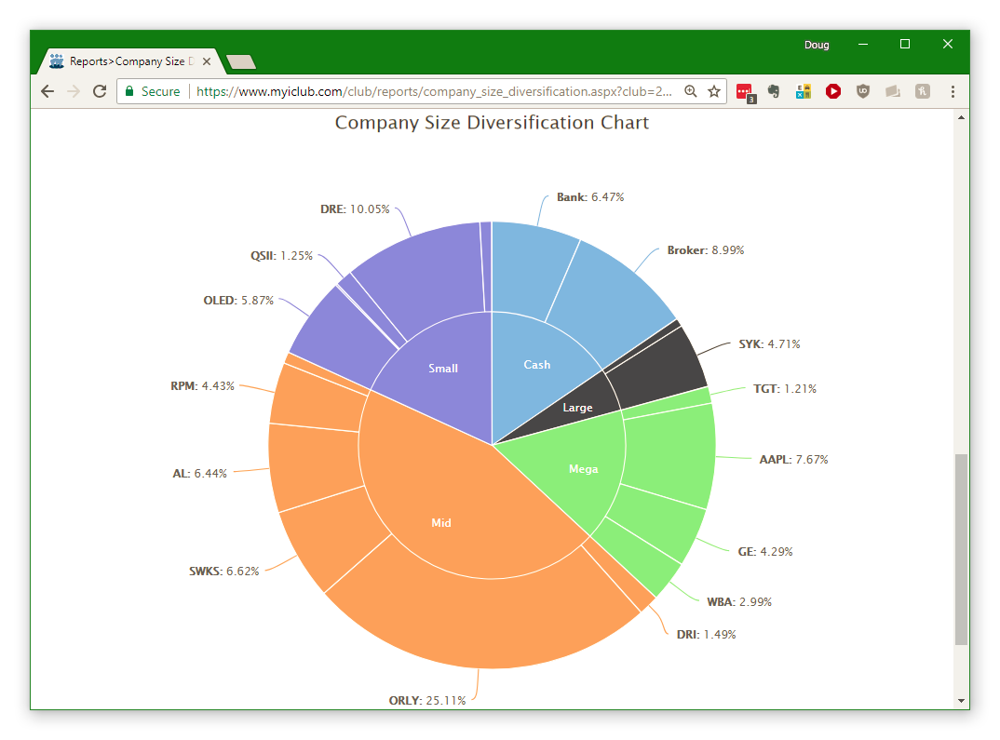 Doug
Reports>Company Size D
Secure
https://www.myiclub.com/club/reports/company_size_diversification.aspx?club=2...
3
Company Size Diversification Chart
Bank: 6.47%
DRE: 10.05%
Broker: 8.99%
QSII: 1.25%
OLED: 5.87%
SYK: 4.71%
Small
Cash
RPM: 4.43%
TGT: 1.21%
Large
AAPL: 7.67%
Mega
AL: 6.44%
Mid
GE: 4.29%
SWKS: 6.62%
WBA: 2.99%
DRI: 1.49%
ORLY: 25.11%